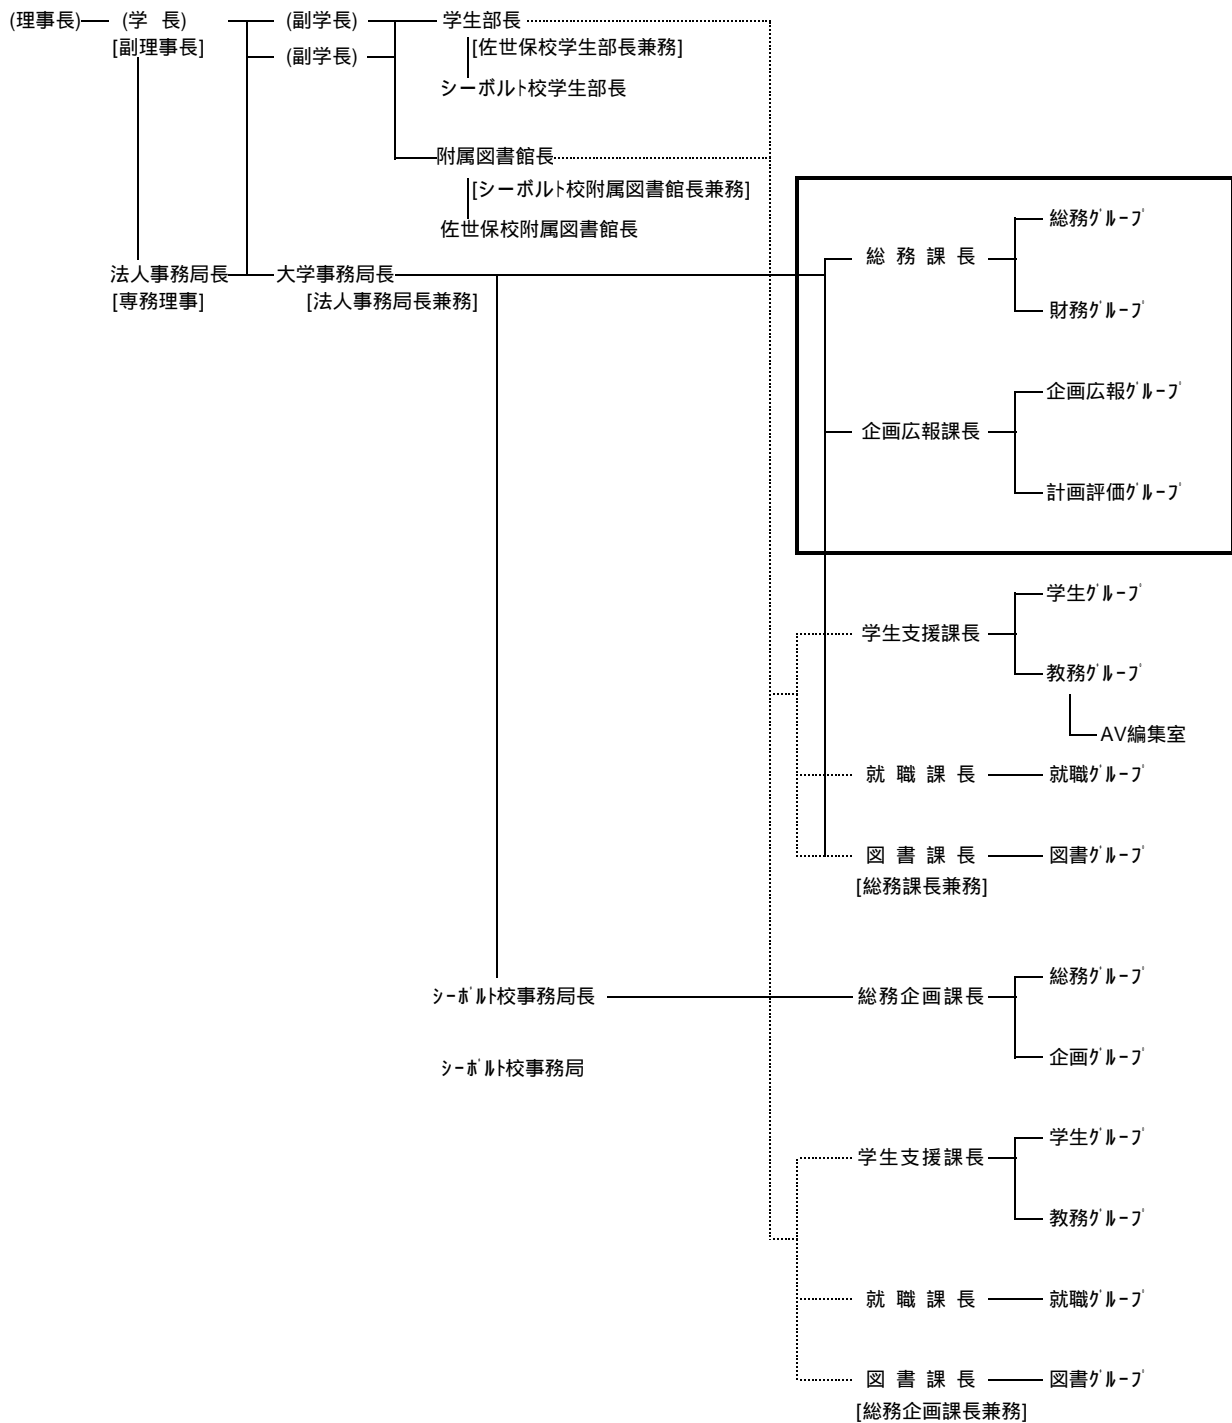 (理事長) (学 長) (副学長) 学生部長
[副理事長] (副学長) [佐世保校学生部長兼務]
シーボルト校学生部長
附属図書館長
[シーボルト校附属図書館長兼務]
佐世保校附属図書館長
法人事務局長 大学事務局長
[専務理事] [法人事務局長兼務]
総務ｸﾞﾙｰﾌﾟ
総 務 課 長
財務ｸﾞﾙｰﾌﾟ
企画広報ｸﾞﾙｰﾌﾟ
企画広報課長
計画評価ｸﾞﾙｰﾌﾟ
学生ｸﾞﾙｰﾌﾟ
学生支援課長
教務ｸﾞﾙｰﾌﾟ
AV編集室
就 職 課 長 就職ｸﾞﾙｰﾌﾟ
図 書 課 長 図書ｸﾞﾙｰﾌﾟ
[総務課長兼務]
総務ｸﾞﾙｰﾌﾟ
ｼｰﾎﾞﾙﾄ校事務局長 総務企画課長
企画ｸﾞﾙｰﾌﾟ
ｼｰﾎﾞﾙﾄ校事務局
学生ｸﾞﾙｰﾌﾟ
学生支援課長
教務ｸﾞﾙｰﾌﾟ
就 職 課 長 就職ｸﾞﾙｰﾌﾟ
図 書 課 長 図書ｸﾞﾙｰﾌﾟ
[総務企画課長兼務]